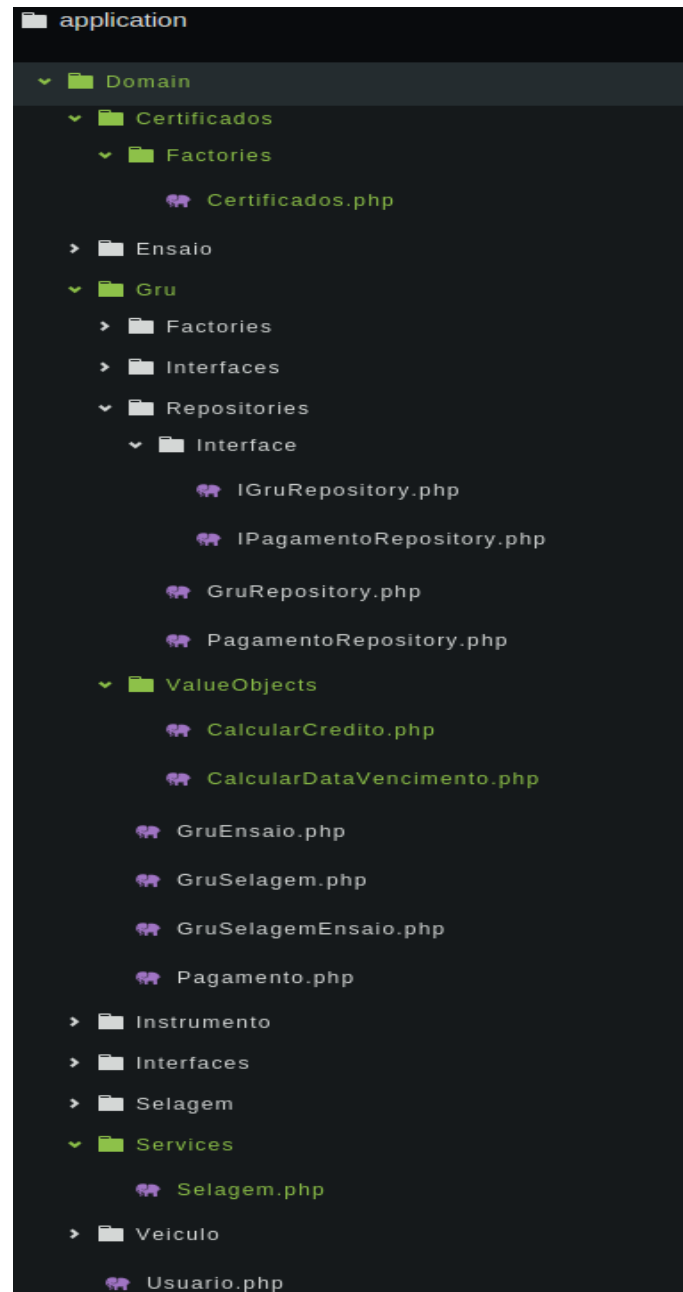 application
Domain
Certificados
Factories
Certificados.php
Ensaio
Gru
Factories
Interfaces
Repositories
Interface
IGruRepository.php
IPagamentoRepository.php
GruRepository.php
PagamentoRepository.php
ValueObjects
CalcularCredito.php
CalcularDataVencimento.php
GruEnsaio.php
GruSelagem.php
GruSelagemEnsaio.php
Pagamento.php
Instrumento
Interfaces
Selagem
Services
Selagem.php
Veiculo
Usuario.php